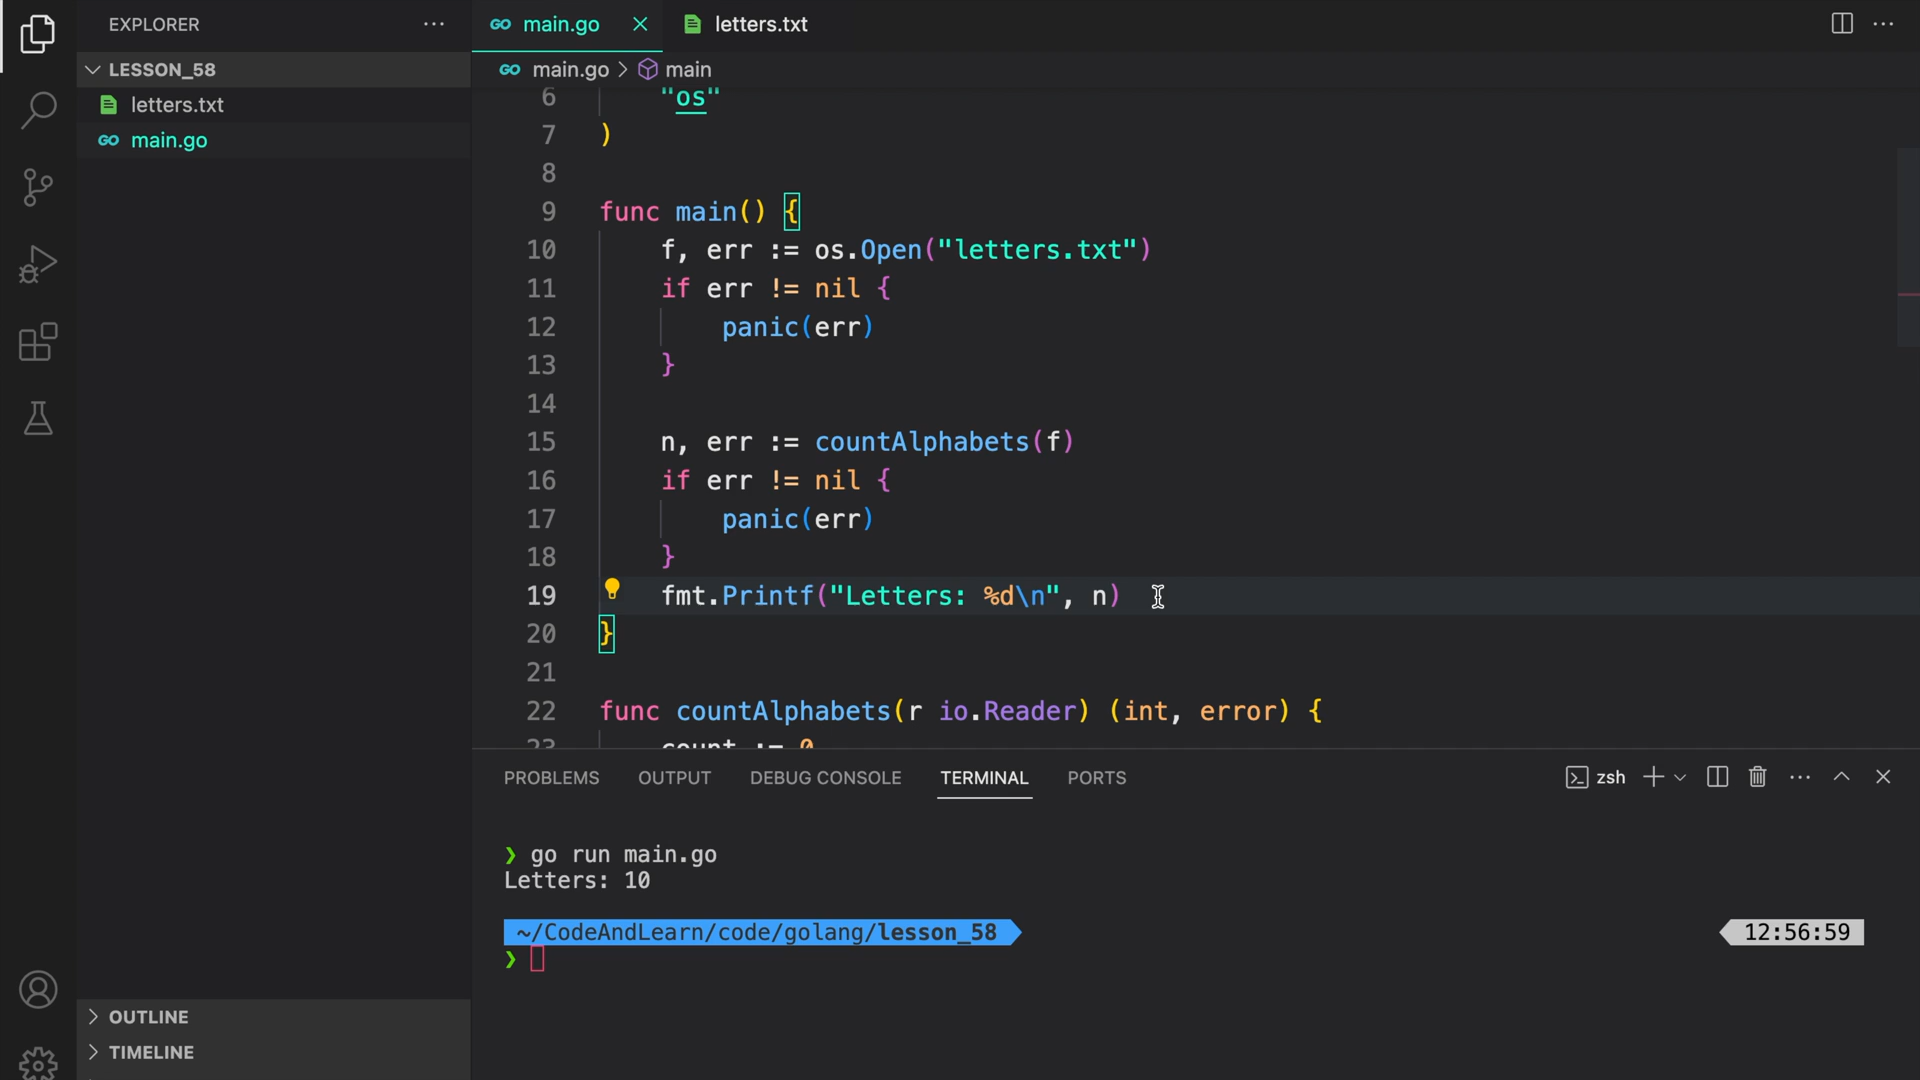 EXPLORER
LESSON_58
letters.txt
main.go
OUTLINE
TIMELINE
main.go letters.txt
main.go > main
6 "os"
7 )
8
9 func main() {
10 f, err := os.Open("letters.txt")
11 if err != nil {
12 panic(err)
13 }
14
15 n, err := countAlphabets(f)
16 if err != nil {
17 panic(err)
18 }
19 fmt.Printf("Letters: %d\n", n)
20 }
21
22 func countAlphabets(r io.Reader) (int, error) {
23 count := 0
PROBLEMS OUTPUT DEBUG CONSOLE TERMINAL PORTS zsh
❯ go run main.go
Letters: 10
~/CodeAndLearn/code/golang/lesson_58 12:56:59
❯